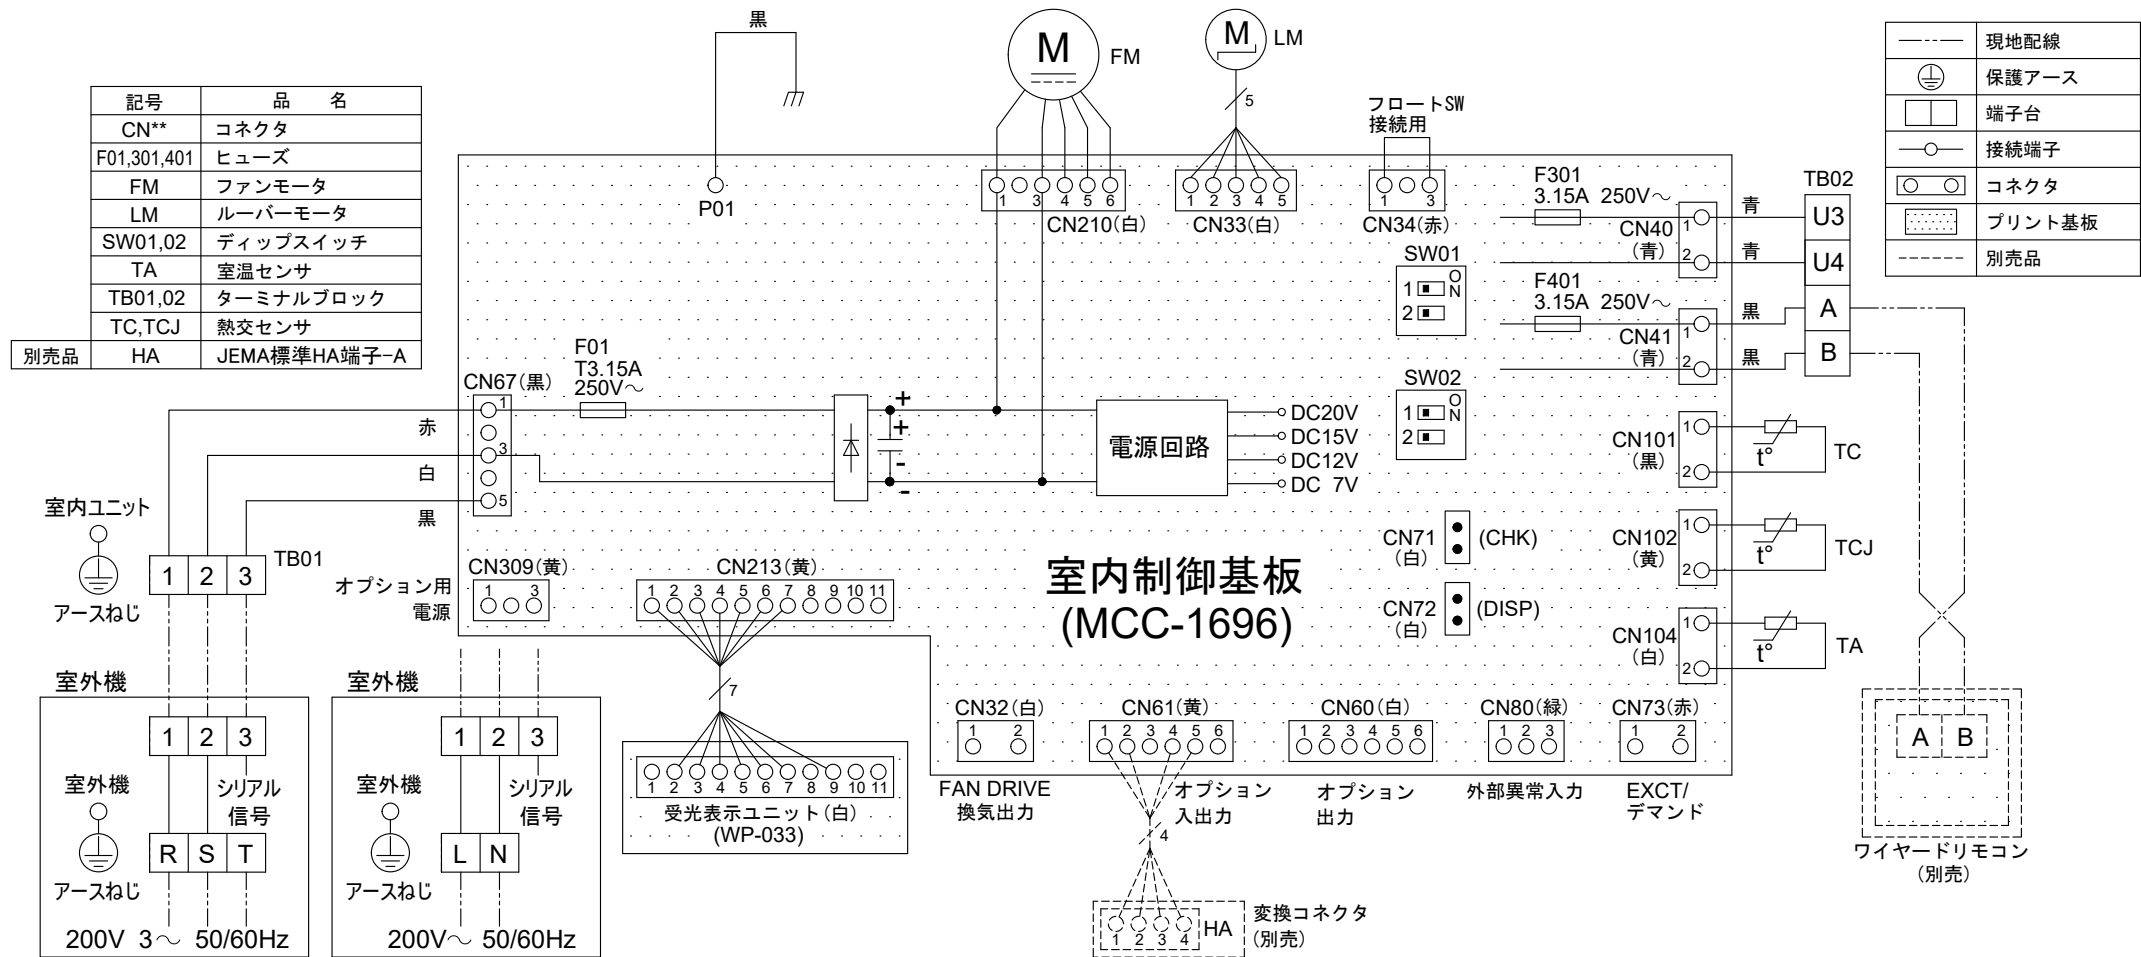 記号 品 名
CN** コネクタ
F01,301,401 ヒューズ
FM ファンモータ
LM ルーバーモータ
SW01,02 ディップスイッチ
TA 室温センサ
TB01,02 ターミナルブロック
TC,TCJ 熱交センサ
別売品 HA JEMA標準HA端子-A
黒
P01
M
FM
M
LM
5
フロートSW
接続用
1 3 4 5 6
CN210(白)
1 2 3 4 5
CN33(白)
1 3
CN34(赤)
現地配線
保護アース
端子台
接続端子
コネクタ
プリント基板
別売品
F301
3.15A 250V～
CN40
(青)
1
2
青
青
F401
3.15A 250V～
CN41
(青)
1
2
黒
黒
TB02
U3
U4
A
B
SW01
1
2
ON
SW02
1
2
ON
CN67(黒)
1
3
5
赤
白
黒
F01
T3.15A
250V～
+
+
-
-
電源回路
DC20V
DC15V
DC12V
DC 7V
CN101
(黒)
1
2
t°
TC
CN102
(黄)
1
2
t°
TCJ
CN104
(白)
1
2
t°
TA
CN71
(白)
(CHK)
CN72
(白)
(DISP)
室内制御基板
(MCC-1696)
室内ユニット
アースねじ
1 2 3
TB01
オプション用
電源
CN309(黄)
1 3
CN213(黄)
1 2 3 4 5 6 7 8 9 10 11
7
1 2 3 4 5 6 7 8 9 10 11
受光表示ユニット(白)
(WP-033)
室外機
1 2 3
室外機
アースねじ
シリアル
信号
R S T
200V 3～ 50/60Hz
室外機
1 2 3
室外機
アースねじ
シリアル
信号
L N
200V～ 50/60Hz
CN32(白)
1 2
FAN DRIVE
換気出力
CN61(黄)
1 2 3 4 5 6
オプション
入出力
4
1 2 3 4
HA
変換コネクタ
(別売)
CN60(白)
1 2 3 4 5 6
オプション
出力
CN80(緑)
1 2 3
外部異常入力
CN73(赤)
1 2
EXCT/
デマンド
A B
ワイヤードリモコン
(別売)